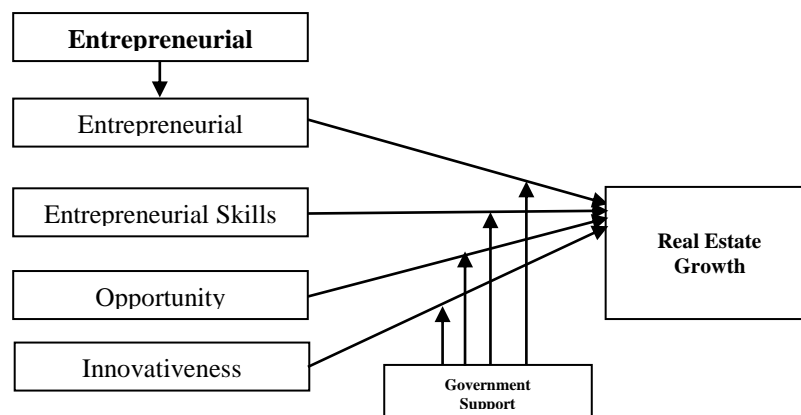 Entrepreneurial
Entrepreneurial
Entrepreneurial Skills
Opportunity
Innovativeness
Real Estate
Growth
Government
Support